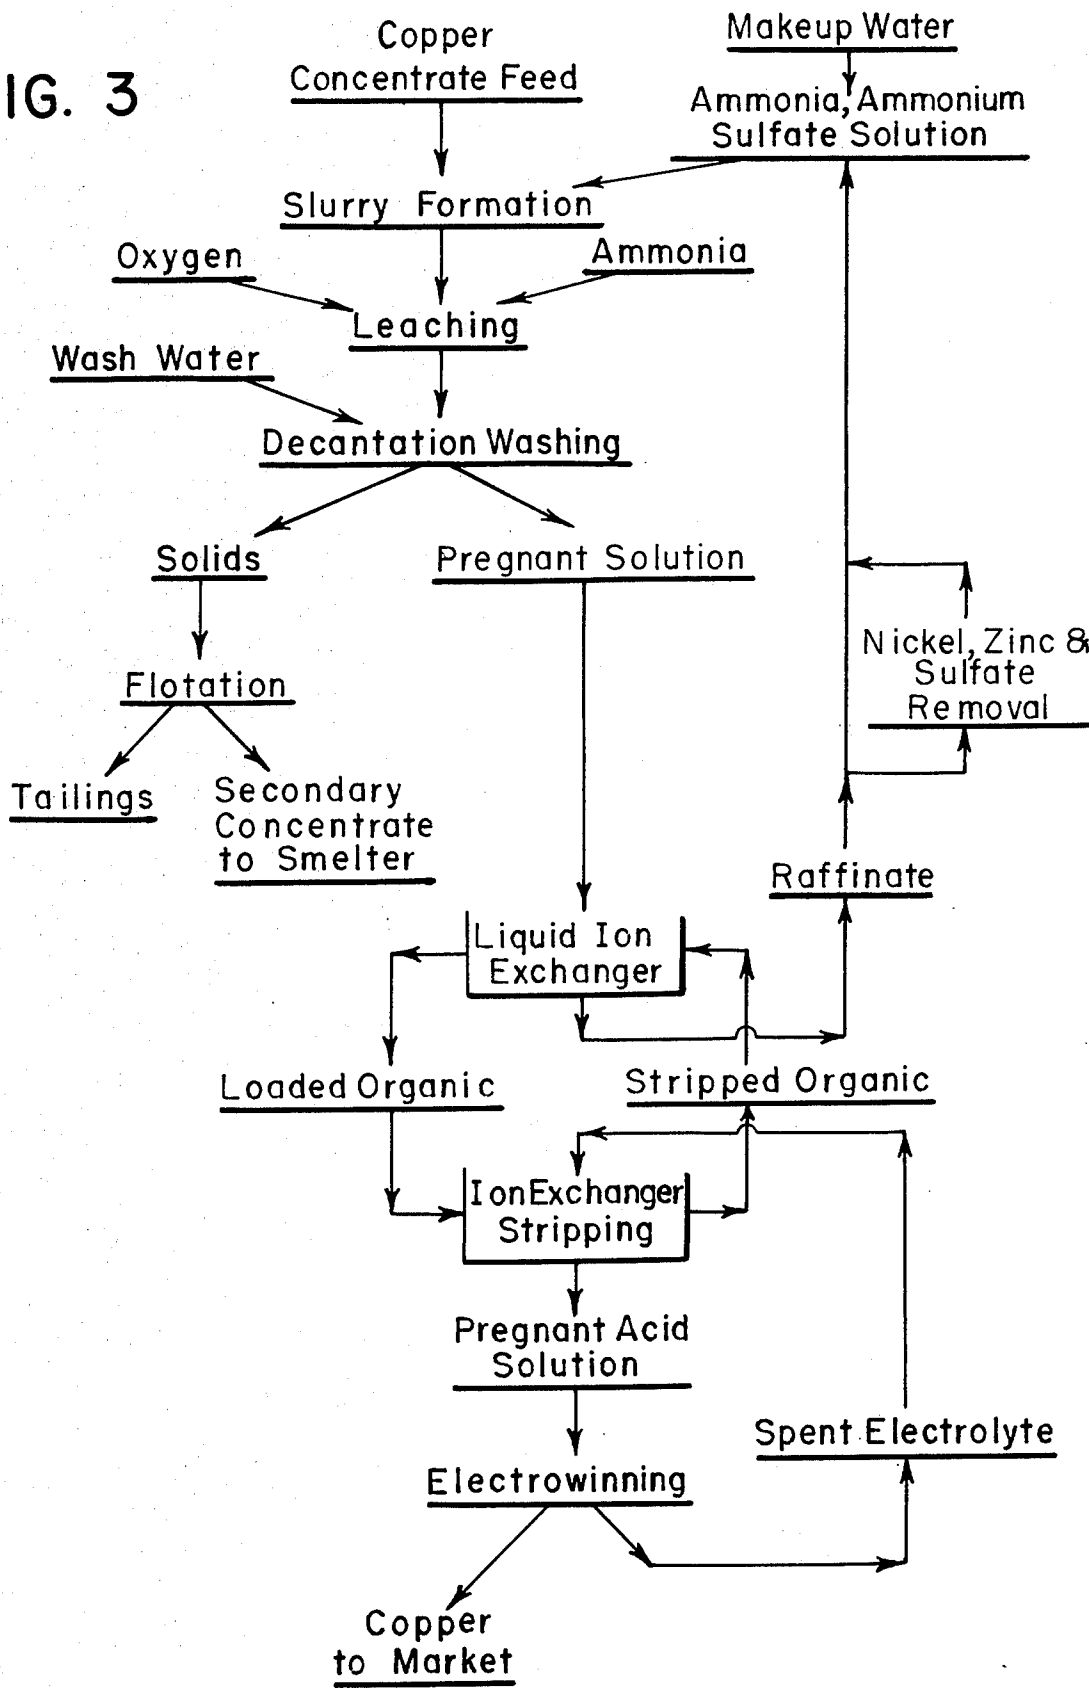 IG. 3
Copper
Concentrate Feed
Makeup Water
Ammonia, Ammonium
Sulfate Solution
Slurry Formation
Oxygen
Ammonia
Leaching
Wash Water
Decantation Washing
Solids
Pregnant Solution
Flotation
Nickel, Zinc &
Sulfate
Removal
Tailings
Secondary
Concentrate
to Smelter
Raffinate
Liquid Ion
Exchanger
Loaded Organic
Stripped Organic
Ion Exchanger
Stripping
Pregnant Acid
Solution
Spent Electrolyte
Electrowinning
Copper
to Market